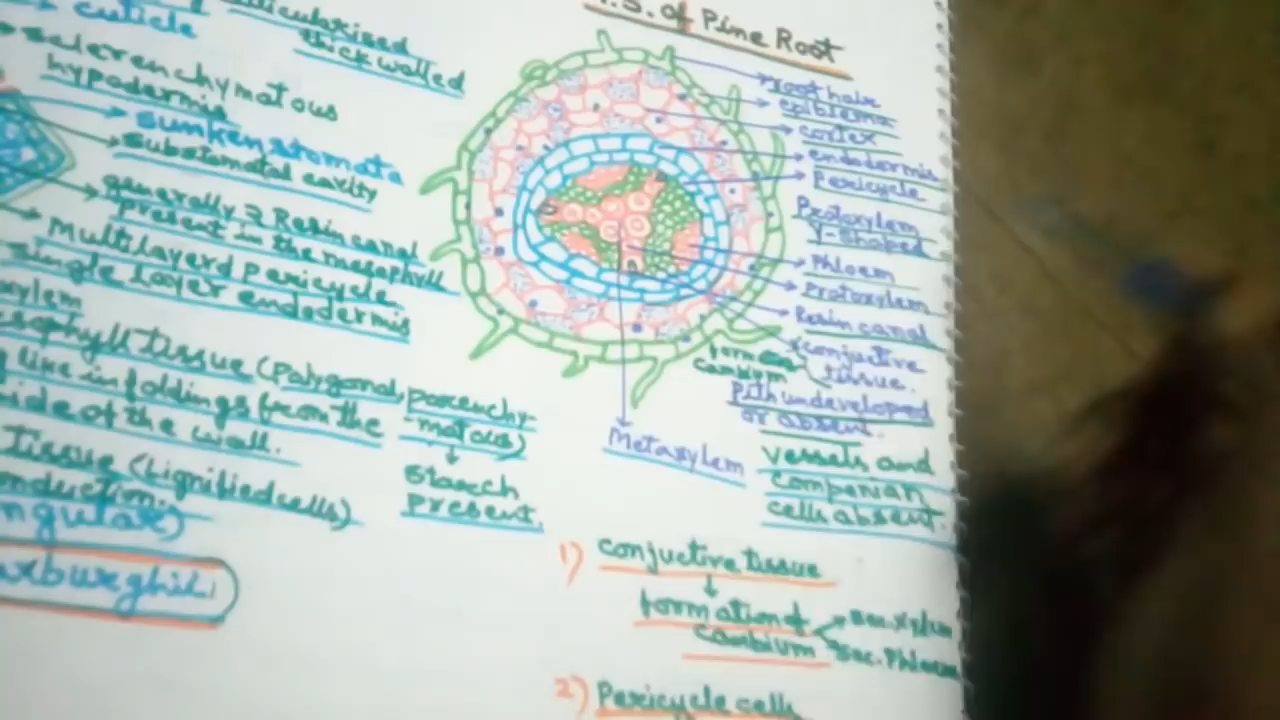 cuticle
thick walled
sclerenchymatous
hypodermis
sunken stomata
substomatal cavity
generally 2 Resin canal
present in the mesophyll
Multilayerd pericycle
single layer endodermis
xylem
tissue (Polygonal, parenchy-
-matous)
like infoldings from the
side of the wall.
starch
present.
tissue (Lignified cells)
of Pine Root
root hair
epiblema
cortex
endodermis
Pericycle
Protoxylem
Y-shaped
Phloem
Protoxylem
Resin canal
conjuctive
tissue.
form
cambium
Pith undeveloped
or absent.
Metaxylem
vessels and
companian
cells absent.
1) conjuctive tissue
formation of
cambium
sec. xylem
sec. Phloem
2) Pericycle cells